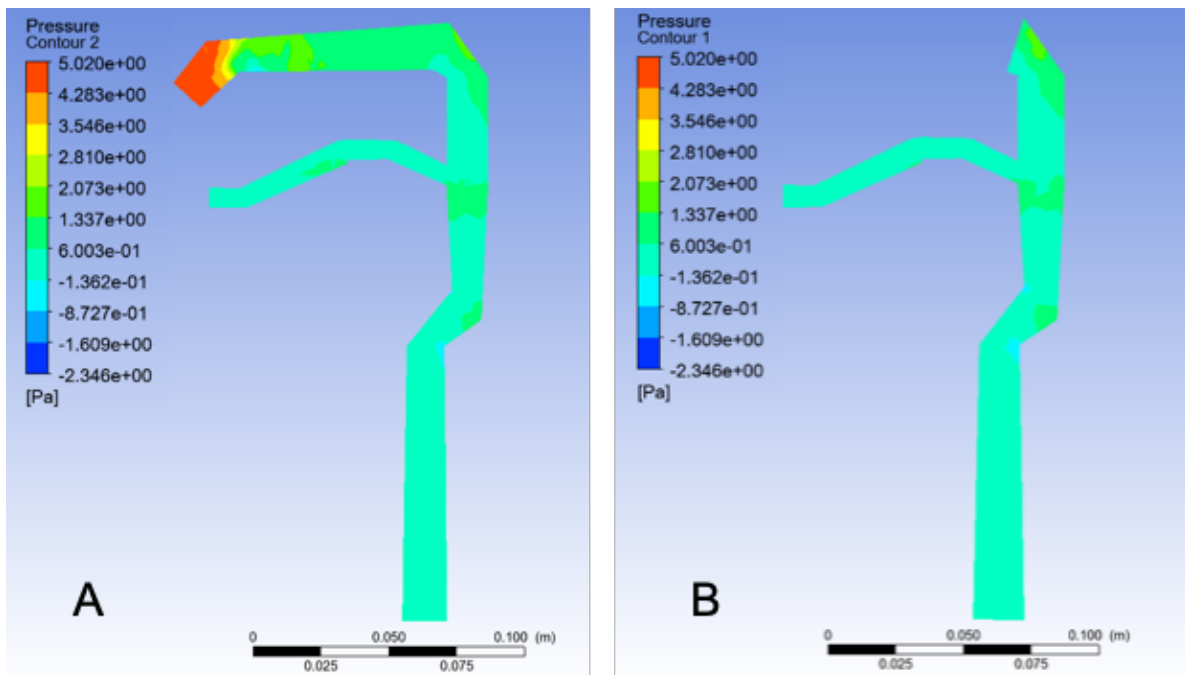 Pressure
Contour 2
5.020e+00
4.283e+00
3.546e+00
2.810e+00
2.073e+00
1.337e+00
6.003e-01
-1.362e-01
-8.727e-01
-1.609e+00
-2.346e+00
[Pa]
A
0 0.050 0.100 (m)
0.025 0.075
Pressure
Contour 1
5.020e+00
4.283e+00
3.546e+00
2.810e+00
2.073e+00
1.337e+00
6.003e-01
-1.362e-01
-8.727e-01
-1.609e+00
-2.346e+00
[Pa]
B
0 0.050 0.100 (m)
0.025 0.075